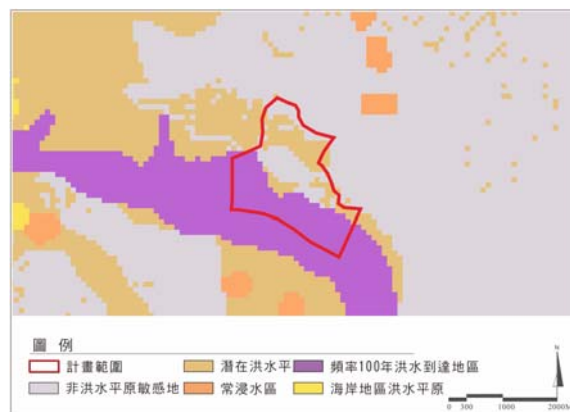 圖 例
計畫範圍 潛在洪水平 頻率100年洪水到達地區
非洪水平原敏感地 常浸水區 海岸地區洪水平原
N
0 500 1000 2000M